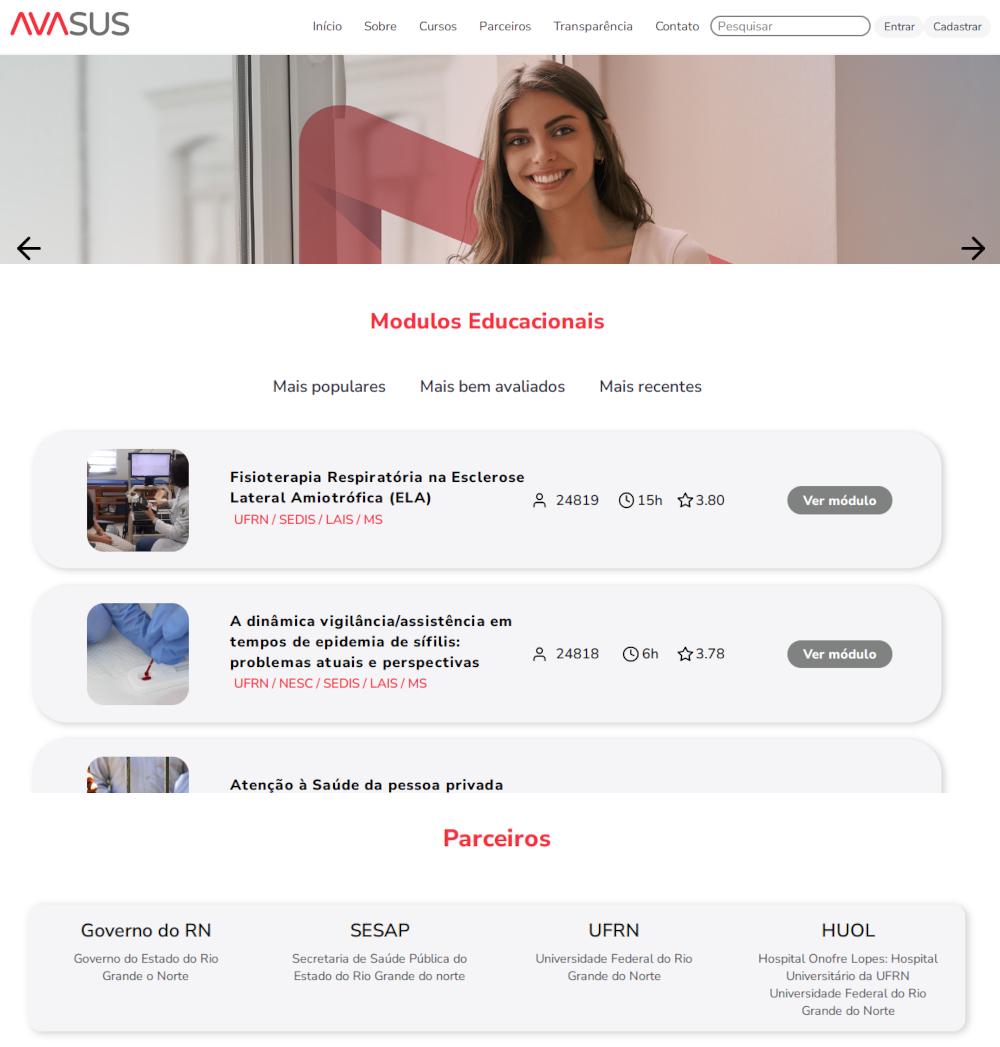 AVASUS
Início Sobre Cursos Parceiros Transparência Contato Pesquisar Entrar Cadastrar
Modulos Educacionais
Mais populares Mais bem avaliados Mais recentes
Fisioterapia Respiratória na Esclerose
Lateral Amiotrófica (ELA)
UFRN / SEDIS / LAIS / MS
24819 15h 3.80
Ver módulo
A dinâmica vigilância/assistência em
tempos de epidemia de sífilis:
problemas atuais e perspectivas
UFRN / NESC / SEDIS / LAIS / MS
24818 6h 3.78
Ver módulo
Atenção à Saúde da pessoa privada
Parceiros
Governo do RN
Governo do Estado do Rio
Grande o Norte
SESAP
Secretaria de Saúde Pública do
Estado do Rio Grande do norte
UFRN
Universidade Federal do Rio
Grande do Norte
HUOL
Hospital Onofre Lopes: Hospital
Universitário da UFRN
Universidade Federal do Rio
Grande do Norte